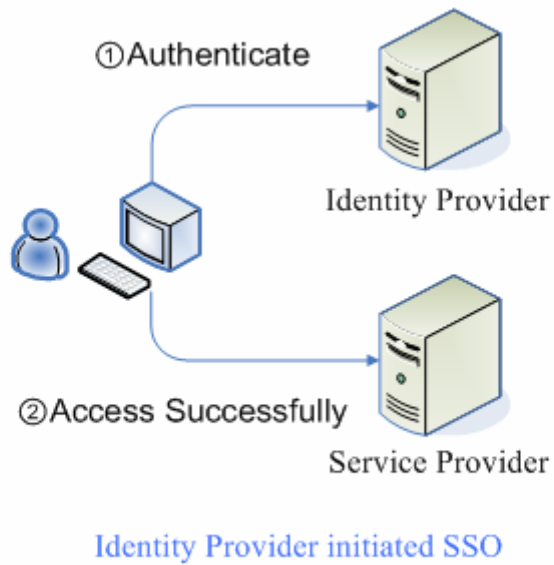 ①Authenticate
Identity Provider
②Access Successfully
Service Provider
Identity Provider initiated SSO